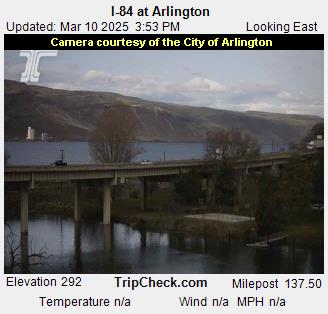 I-84 at Arlington
Updated: Mar 10 2025 3:53 PM Looking East
Camera courtesy of the City of Arlington
Elevation 292 TripCheck.com Milepost 137.50
Temperature n/a Wind n/a MPH n/a